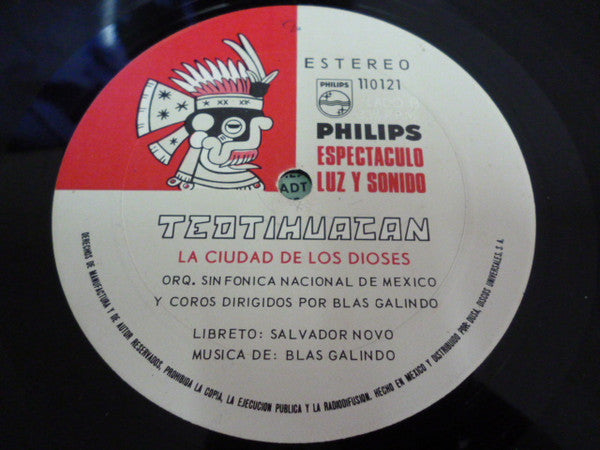 ESTEREO
PHILIPS
110121
PHILIPS
ESPECTACULO
LUZ Y SONIDO
ADT
TEOTIHUACAN
LA CIUDAD DE LOS DIOSES
ORQ. SINFONICA NACIONAL DE MEXICO
Y COROS DIRIGIDOS POR BLAS GALINDO
LIBRETO: SALVADOR NOVO
MUSICA DE: BLAS GALINDO
DERECHOS DE MANUFACTURA Y DE AUTOR RESERVADOS. PROHIBIDA LA COPIA, LA EJECUCION PUBLICA Y LA RADIODIFUSION. HECHO EN MEXICO Y DISTRIBUIDO POR: DUSA, DISCOS UNIVERSALES, S.A.